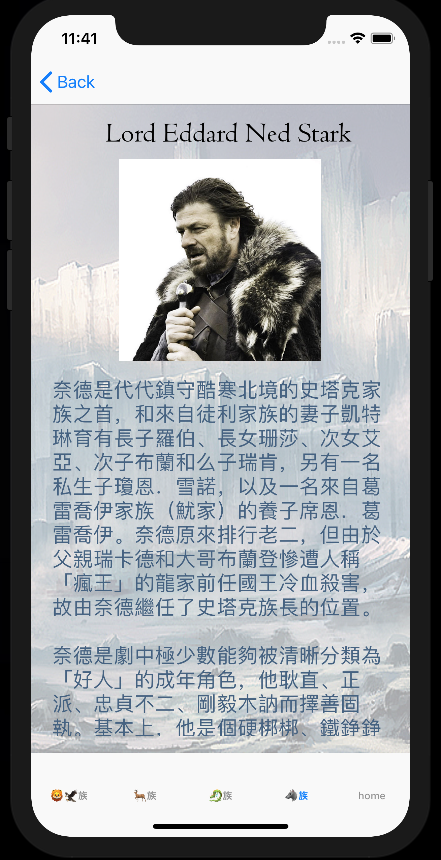 11:41
Back
Lord Eddard Ned Stark
奈德是代代鎮守酷寒北境的史塔克家
族之首，和來自徒利家族的妻子凱特
琳育有長子羅伯、長女珊莎、次女艾
亞、次子布蘭和么子瑞肯，另有一名
私生子瓊恩．雪諾，以及一名來自葛
雷喬伊家族（魷家）的養子席恩．葛
雷喬伊。奈德原來排行老二，但由於
父親瑞卡德和大哥布蘭登慘遭人稱
「瘋王」的龍家前任國王冷血殺害，
故由奈德繼任了史塔克族長的位置。
奈德是劇中極少數能夠被清晰分類為
「好人」的成年角色，他耿直、正
派、忠貞不二、剛毅木訥而擇善固
執。基本上，他是個硬梆梆、鐵錚錚
🦁🦅族 🦌族 🐉族 🐺族 home